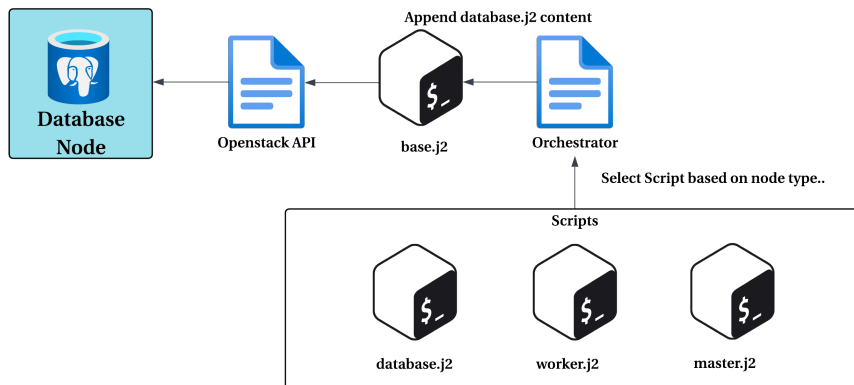 Append database.j2 content
Database
Node
Openstack API
base.j2
$_
Orchestrator
Select Script based on node type..
Scripts
$_
$_
$_
database.j2
worker.j2
master.j2